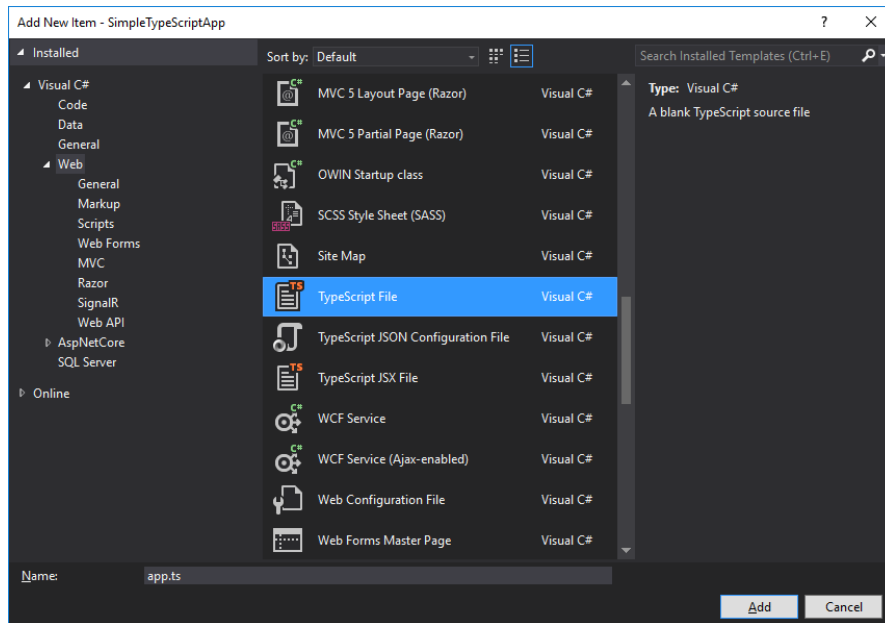 Add New Item - SimpleTypeScriptApp
?
Installed
Sort by: Default
Search Installed Templates (Ctrl+E)
Visual C#
Code
Data
General
Web
General
Markup
Scripts
Web Forms
MVC
Razor
SignalR
Web API
AspNetCore
SQL Server
Online
C# @ MVC 5 Layout Page (Razor) Visual C#
C# @ MVC 5 Partial Page (Razor) Visual C#
C# OWIN Startup class Visual C#
SASS SCSS Style Sheet (SASS) Visual C#
Site Map Visual C#
TS TypeScript File Visual C#
TypeScript JSON Configuration File Visual C#
TS TypeScript JSX File Visual C#
C# WCF Service Visual C#
C# WCF Service (Ajax-enabled) Visual C#
Web Configuration File Visual C#
Web Forms Master Page Visual C#
Type: Visual C#
A blank TypeScript source file
Name: app.ts
Add Cancel